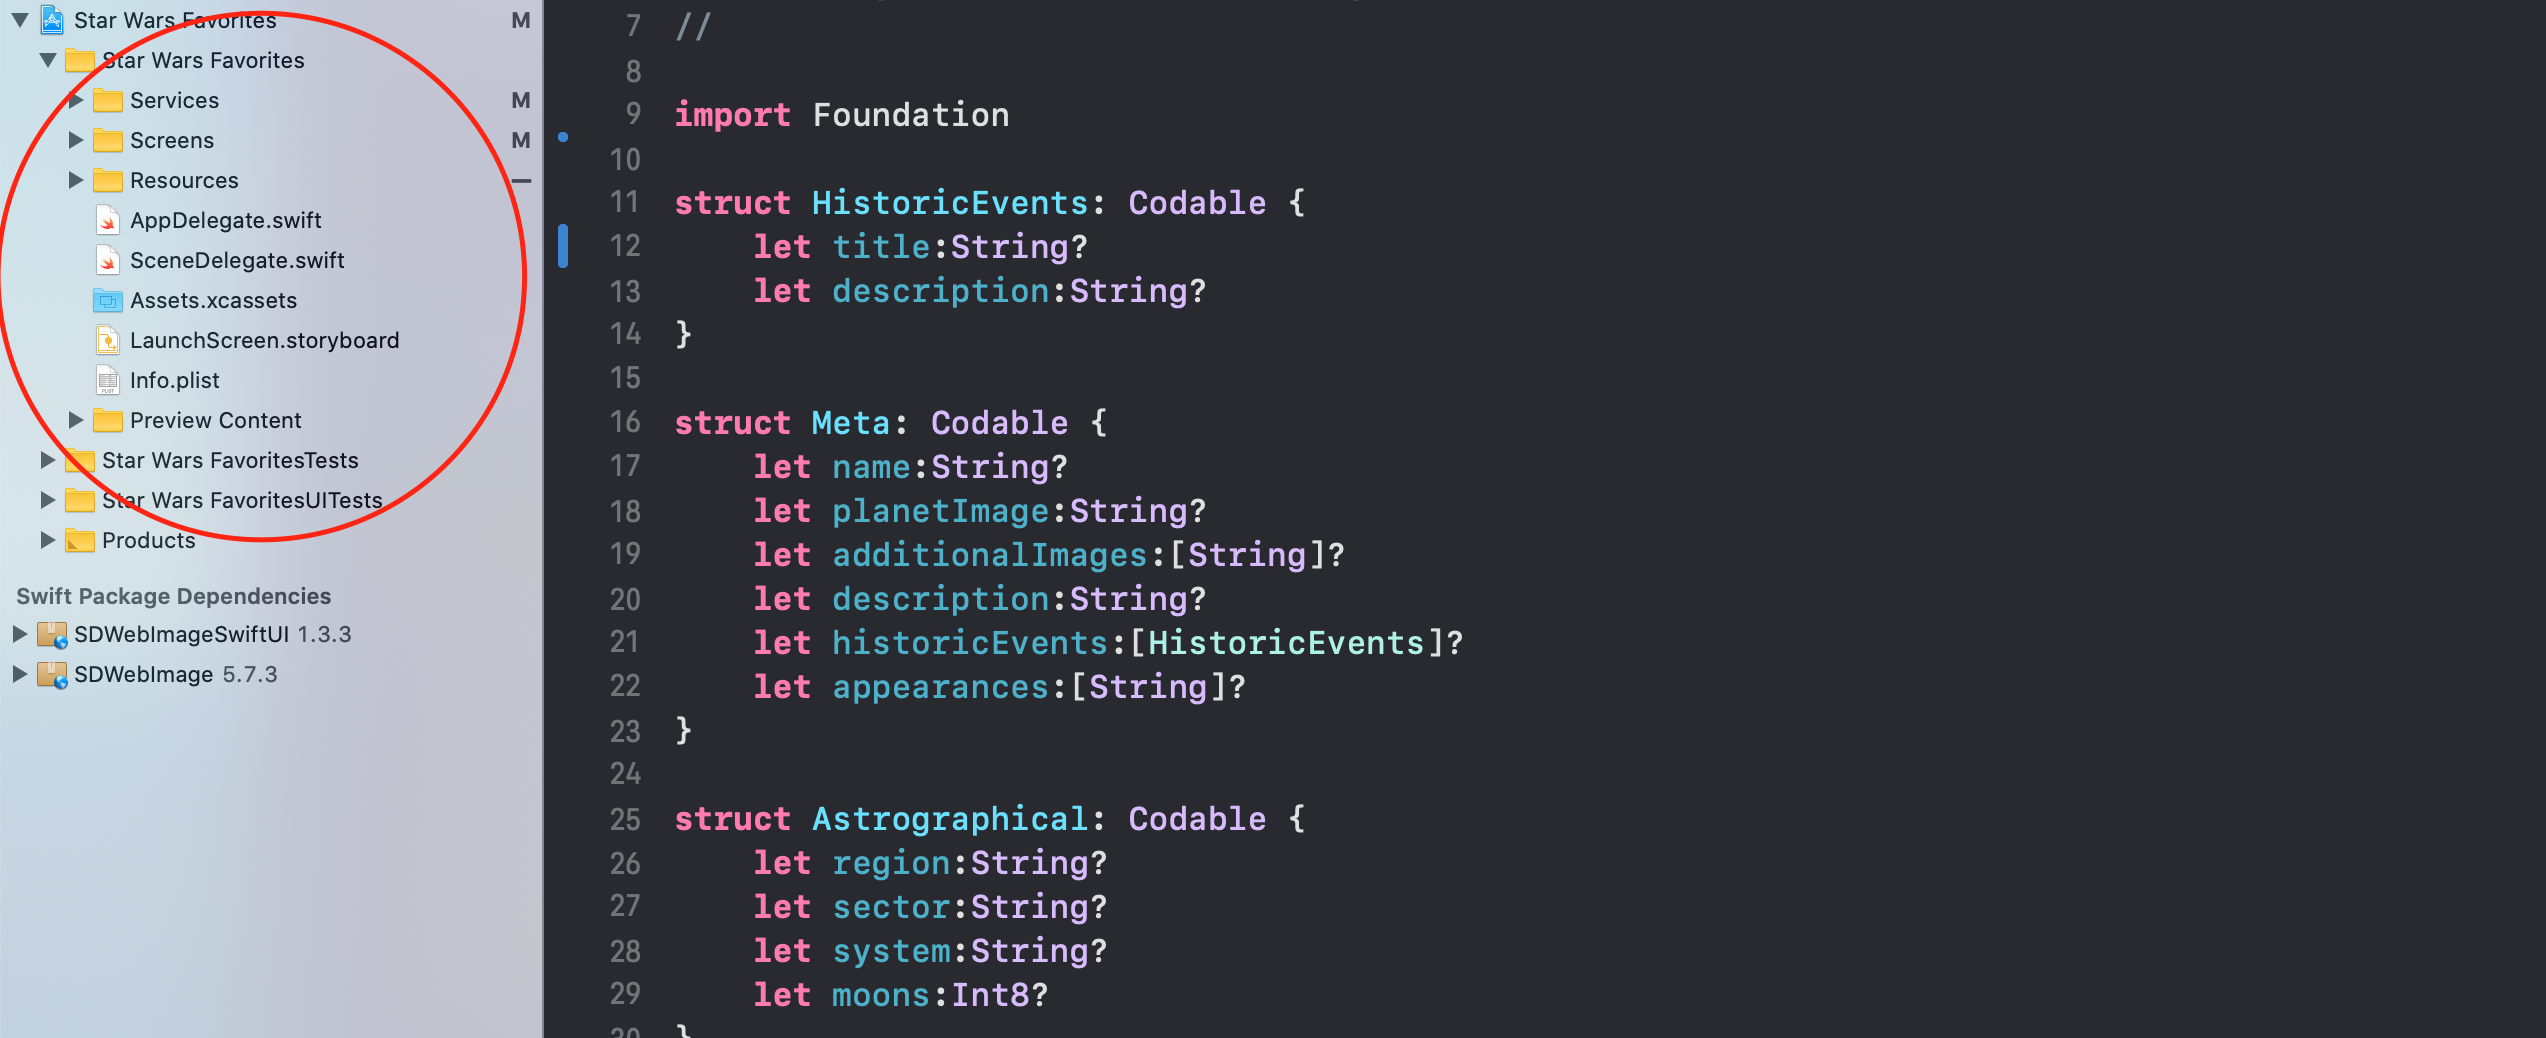 Star Wars Favorites M
Star Wars Favorites
Services M
Screens M
Resources —
AppDelegate.swift
SceneDelegate.swift
Assets.xcassets
LaunchScreen.storyboard
Info.plist
Preview Content
Star Wars FavoritesTests
Star Wars FavoritesUITests
Products
Swift Package Dependencies
SDWebImageSwiftUI 1.3.3
SDWebImage 5.7.3
7 //
8
9 import Foundation
10
11 struct HistoricEvents: Codable {
12 let title:String?
13 let description:String?
14 }
15
16 struct Meta: Codable {
17 let name:String?
18 let planetImage:String?
19 let additionalImages:[String]?
20 let description:String?
21 let historicEvents:[HistoricEvents]?
22 let appearances:[String]?
23 }
24
25 struct Astrographical: Codable {
26 let region:String?
27 let sector:String?
28 let system:String?
29 let moons:Int8?
30 }